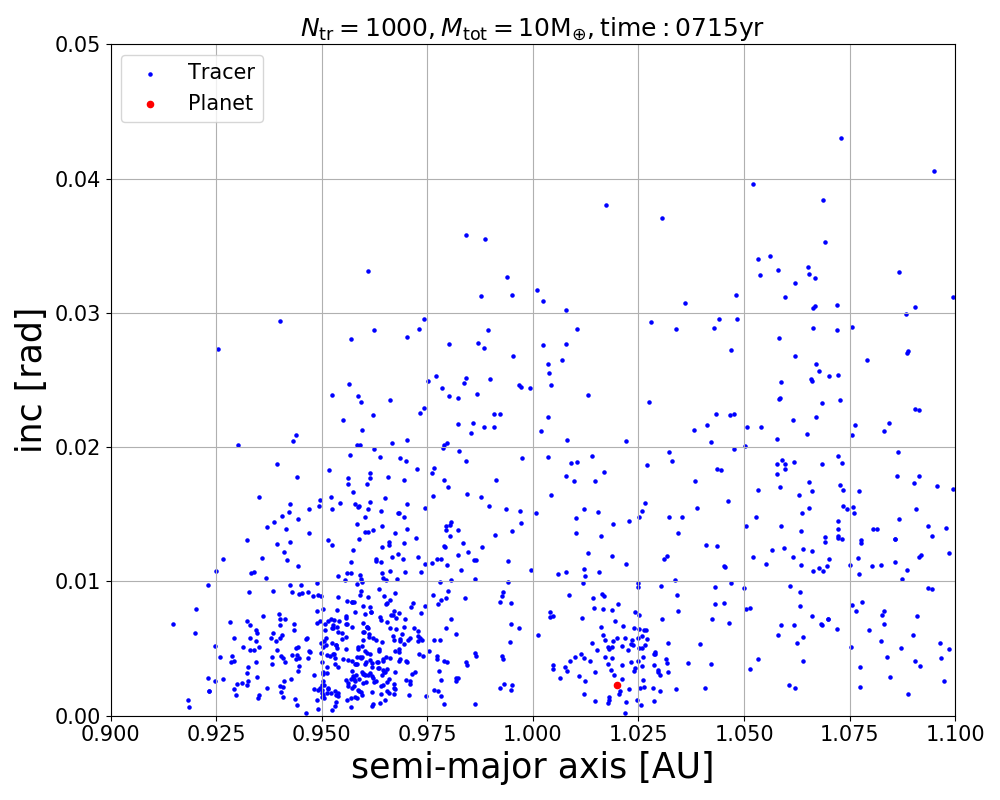 N_tr = 1000, M_tot = 10M_⊕, time : 0715yr
Tracer
Planet
inc [rad]
0.05
0.04
0.03
0.02
0.01
0.00
0.900 0.925 0.950 0.975 1.000 1.025 1.050 1.075 1.100
semi-major axis [AU]